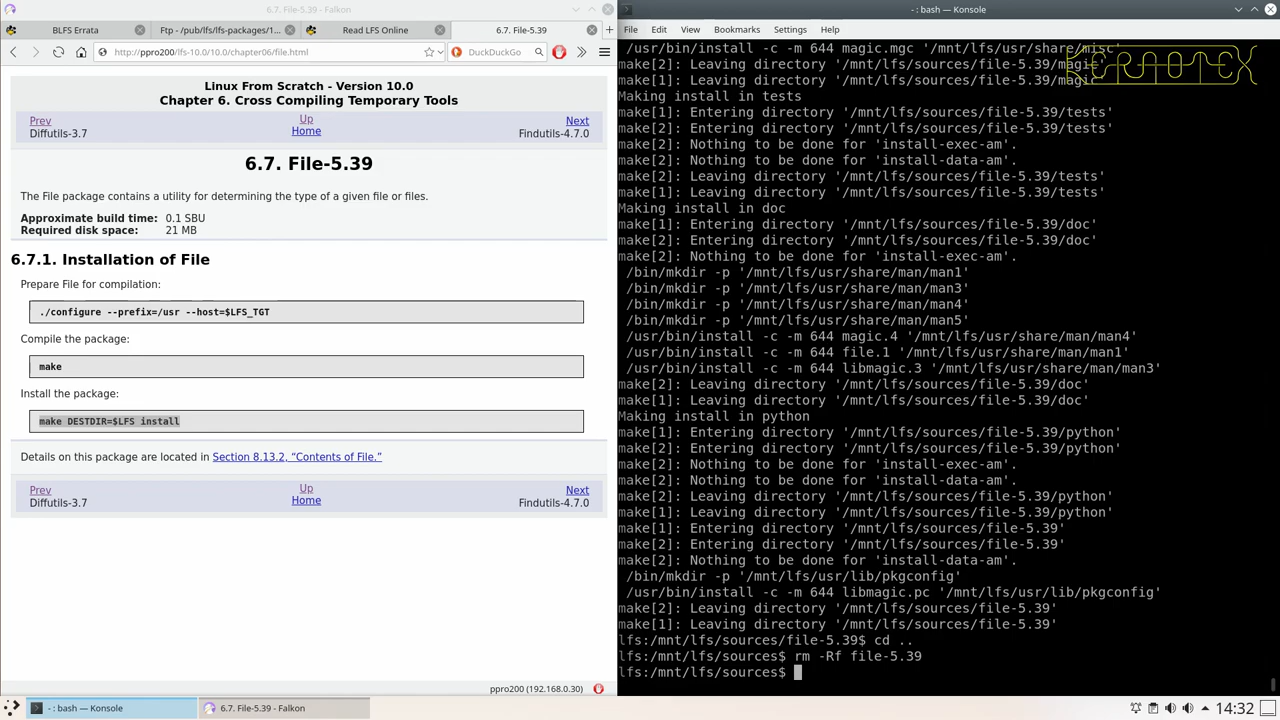 6.7. File-5.39 - Falkon
BLFS Errata
Ftp - /pub/lfs/lfs-packages/1...
Read LFS Online
6.7. File-5.39
http://ppro200/lfs-10.0/10.0/chapter06/file.html
DuckDuckGo
Linux From Scratch - Version 10.0
Chapter 6. Cross Compiling Temporary Tools
Prev
Up
Next
Diffutils-3.7
Home
Findutils-4.7.0
6.7. File-5.39
The File package contains a utility for determining the type of a given file or files.
Approximate build time: 0.1 SBU
Required disk space: 21 MB
6.7.1. Installation of File
Prepare File for compilation:
./configure --prefix=/usr --host=$LFS_TGT
Compile the package:
make
Install the package:
make DESTDIR=$LFS install
Details on this package are located in Section 8.13.2, “Contents of File.”
Prev
Up
Next
Diffutils-3.7
Home
Findutils-4.7.0
ppro200 (192.168.0.30)
- : bash — Konsole
File Edit View Bookmarks Settings Help
/usr/bin/install -c -m 644 magic.mgc '/mnt/lfs/usr/share/misc'
make[2]: Leaving directory '/mnt/lfs/sources/file-5.39/magic'
make[1]: Leaving directory '/mnt/lfs/sources/file-5.39/magic'
Making install in tests
make[1]: Entering directory '/mnt/lfs/sources/file-5.39/tests'
make[2]: Entering directory '/mnt/lfs/sources/file-5.39/tests'
make[2]: Nothing to be done for 'install-exec-am'.
make[2]: Nothing to be done for 'install-data-am'.
make[2]: Leaving directory '/mnt/lfs/sources/file-5.39/tests'
make[1]: Leaving directory '/mnt/lfs/sources/file-5.39/tests'
Making install in doc
make[1]: Entering directory '/mnt/lfs/sources/file-5.39/doc'
make[2]: Entering directory '/mnt/lfs/sources/file-5.39/doc'
make[2]: Nothing to be done for 'install-exec-am'.
/bin/mkdir -p '/mnt/lfs/usr/share/man/man1'
/bin/mkdir -p '/mnt/lfs/usr/share/man/man3'
/bin/mkdir -p '/mnt/lfs/usr/share/man/man4'
/bin/mkdir -p '/mnt/lfs/usr/share/man/man5'
/usr/bin/install -c -m 644 magic.4 '/mnt/lfs/usr/share/man/man4'
/usr/bin/install -c -m 644 file.1 '/mnt/lfs/usr/share/man/man1'
/usr/bin/install -c -m 644 libmagic.3 '/mnt/lfs/usr/share/man/man3'
make[2]: Leaving directory '/mnt/lfs/sources/file-5.39/doc'
make[1]: Leaving directory '/mnt/lfs/sources/file-5.39/doc'
Making install in python
make[1]: Entering directory '/mnt/lfs/sources/file-5.39/python'
make[2]: Entering directory '/mnt/lfs/sources/file-5.39/python'
make[2]: Nothing to be done for 'install-exec-am'.
make[2]: Nothing to be done for 'install-data-am'.
make[2]: Leaving directory '/mnt/lfs/sources/file-5.39/python'
make[1]: Leaving directory '/mnt/lfs/sources/file-5.39/python'
make[1]: Entering directory '/mnt/lfs/sources/file-5.39'
make[2]: Entering directory '/mnt/lfs/sources/file-5.39'
make[2]: Nothing to be done for 'install-data-am'.
/bin/mkdir -p '/mnt/lfs/usr/lib/pkgconfig'
/usr/bin/install -c -m 644 libmagic.pc '/mnt/lfs/usr/lib/pkgconfig'
make[2]: Leaving directory '/mnt/lfs/sources/file-5.39'
make[1]: Leaving directory '/mnt/lfs/sources/file-5.39'
lfs:/mnt/lfs/sources/file-5.39$ cd ..
lfs:/mnt/lfs/sources$ rm -Rf file-5.39
lfs:/mnt/lfs/sources$
KERNOTEX
- : bash — Konsole
6.7. File-5.39 - Falkon
14:32